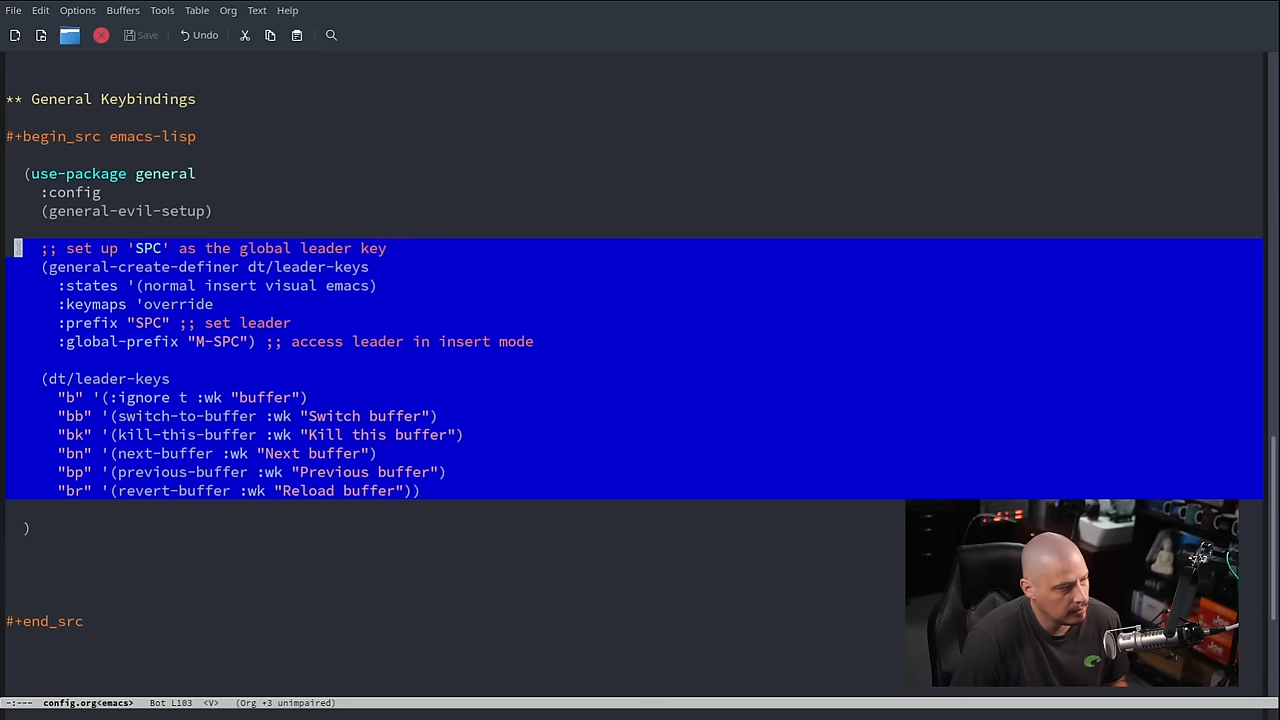 File Edit Options Buffers Tools Table Org Text Help
Save Undo
** General Keybindings
#+begin_src emacs-lisp
(use-package general
:config
(general-evil-setup)
;; set up 'SPC' as the global leader key
(general-create-definer dt/leader-keys
:states '(normal insert visual emacs)
:keymaps 'override
:prefix "SPC" ;; set leader
:global-prefix "M-SPC") ;; access leader in insert mode
(dt/leader-keys
"b" '(:ignore t :wk "buffer")
"bb" '(switch-to-buffer :wk "Switch buffer")
"bk" '(kill-this-buffer :wk "Kill this buffer")
"bn" '(next-buffer :wk "Next buffer")
"bp" '(previous-buffer :wk "Previous buffer")
"br" '(revert-buffer :wk "Reload buffer"))
)
#+end_src
Joe
-:--- config.org<emacs> Bot L103 <V> (Org +3 unimpaired)